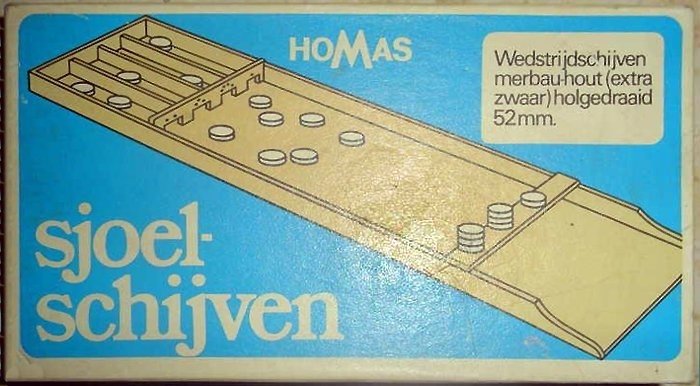 HOMAS
Wedstrijdschijven
merbau-hout (extra
zwaar) holgedraaid
52mm.
sjoel-
schijven